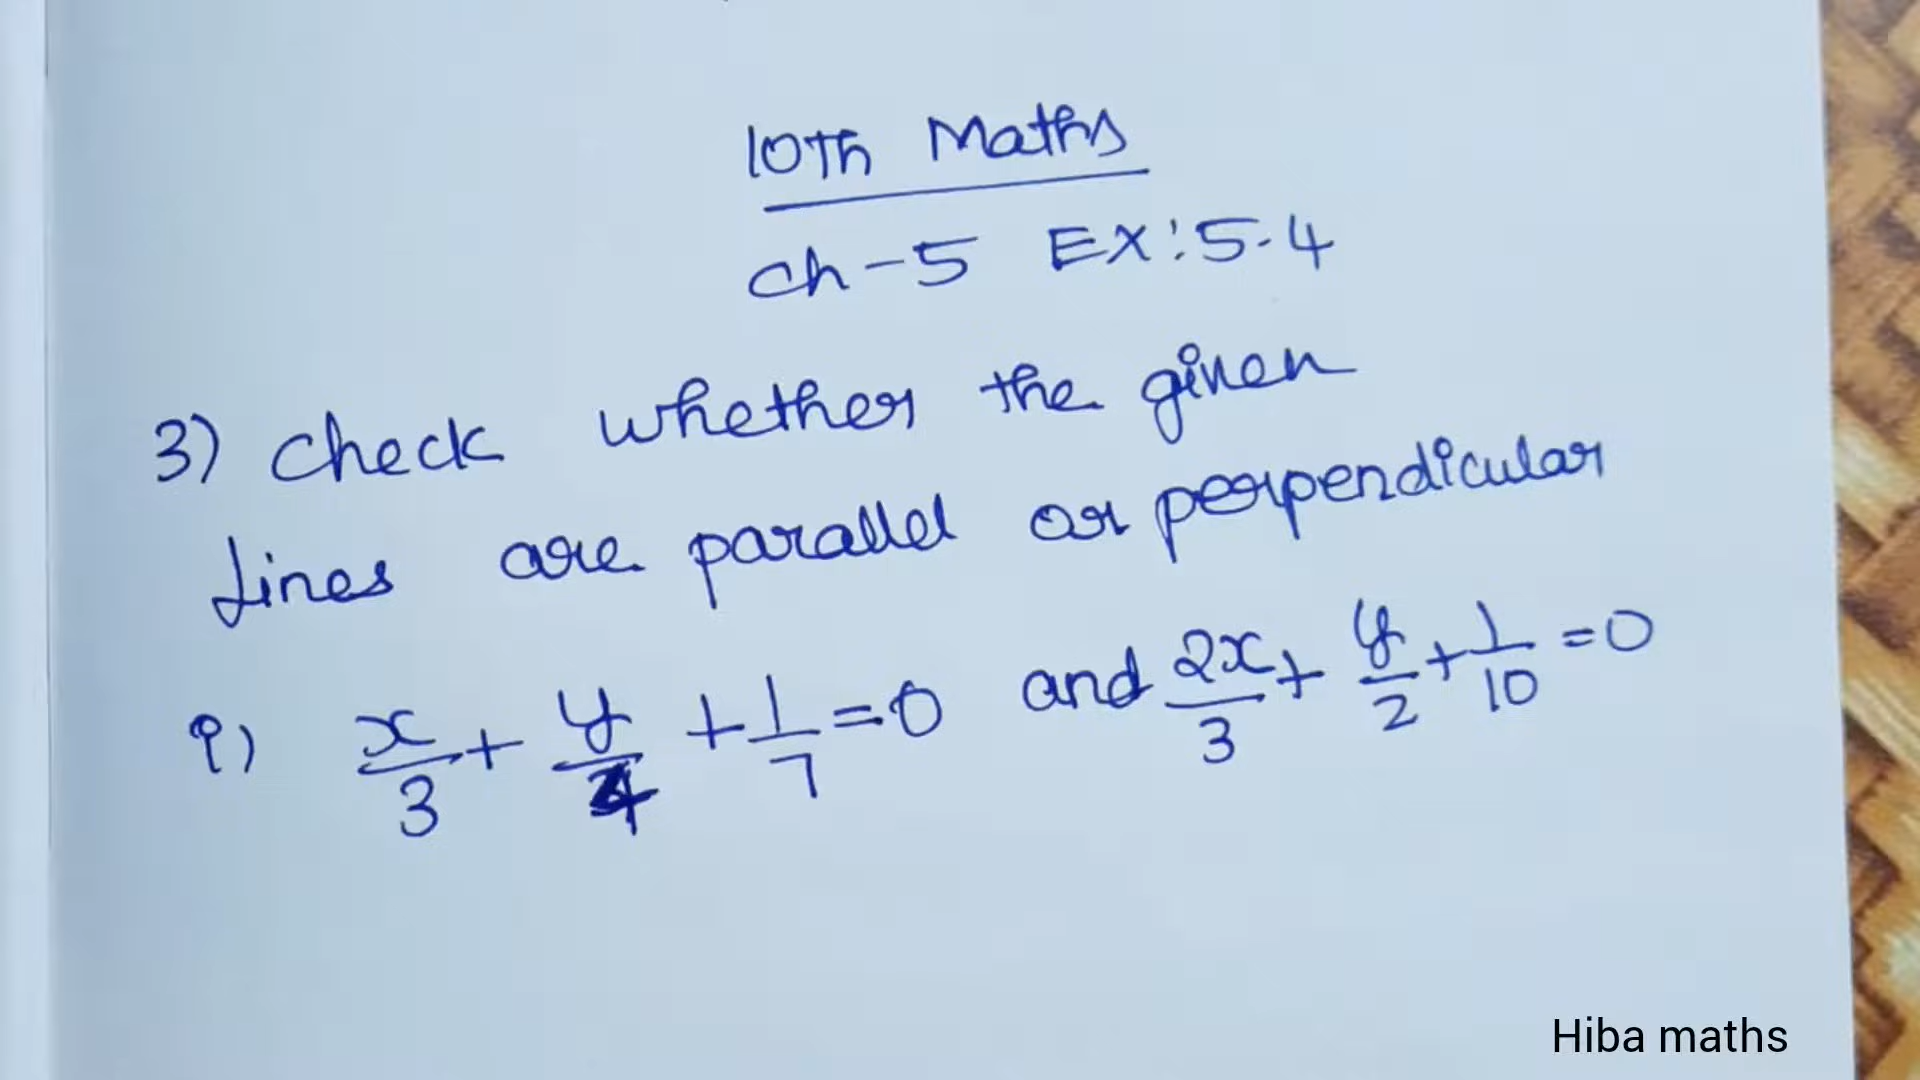 10Th Maths
Ch-5 EX:5.4
3) Check whether the given
lines are parallel or perpendicular
i) x/3 + y/4 + 1/7 = 0 and 2x/3 + y/2 + 1/10 = 0
Hiba maths